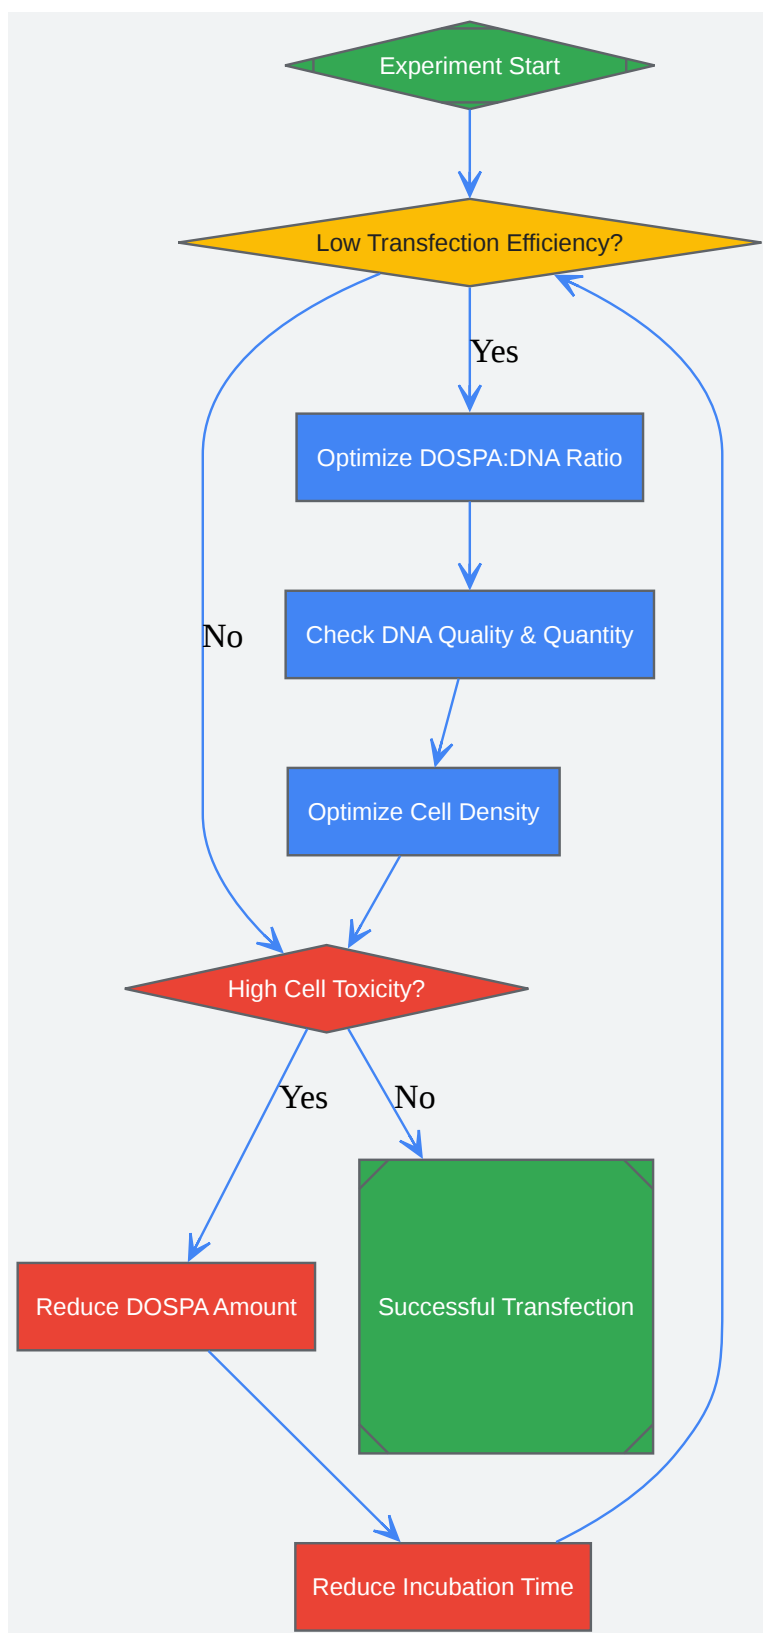 Experiment Start
Low Transfection Efficiency?
Yes
Optimize DOSPA:DNA Ratio
No
Check DNA Quality & Quantity
Optimize Cell Density
High Cell Toxicity?
Yes
No
Reduce DOSPA Amount
Successful Transfection
Reduce Incubation Time